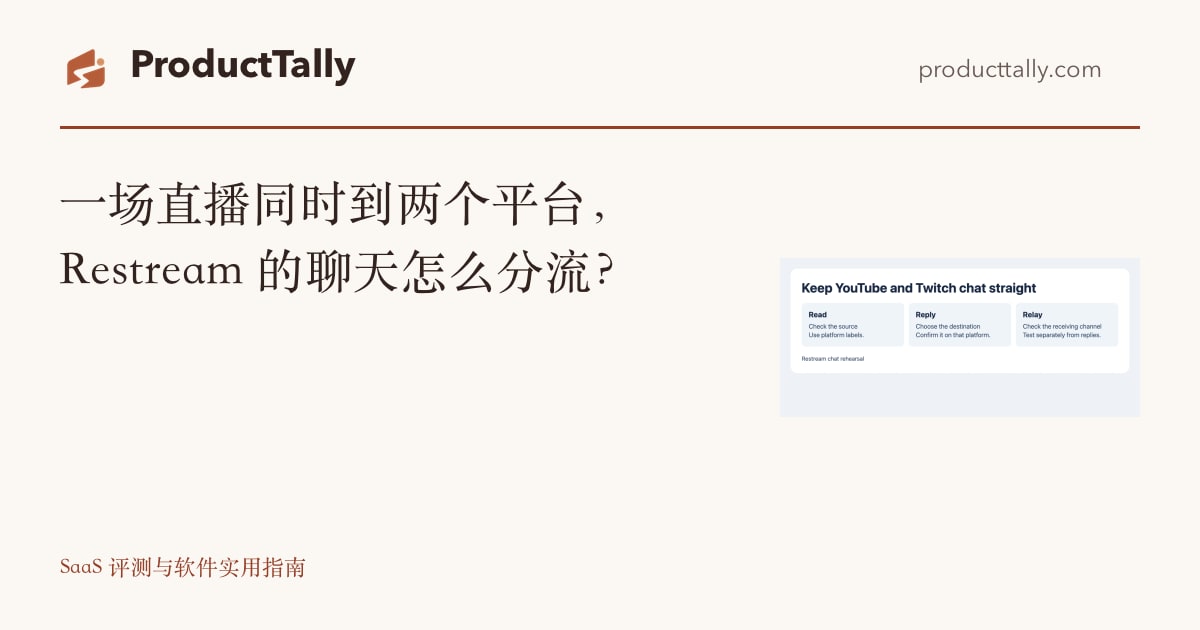 ProductTally
producttally.com
一场直播同时到两个平台，
Restream 的聊天怎么分流？
Keep YouTube and Twitch chat straight
Read
Check the source
Use platform labels.
Reply
Choose the destination
Confirm it on that platform.
Relay
Check the receiving channel
Test separately from replies.
Restream chat rehearsal
SaaS 评测与软件实用指南